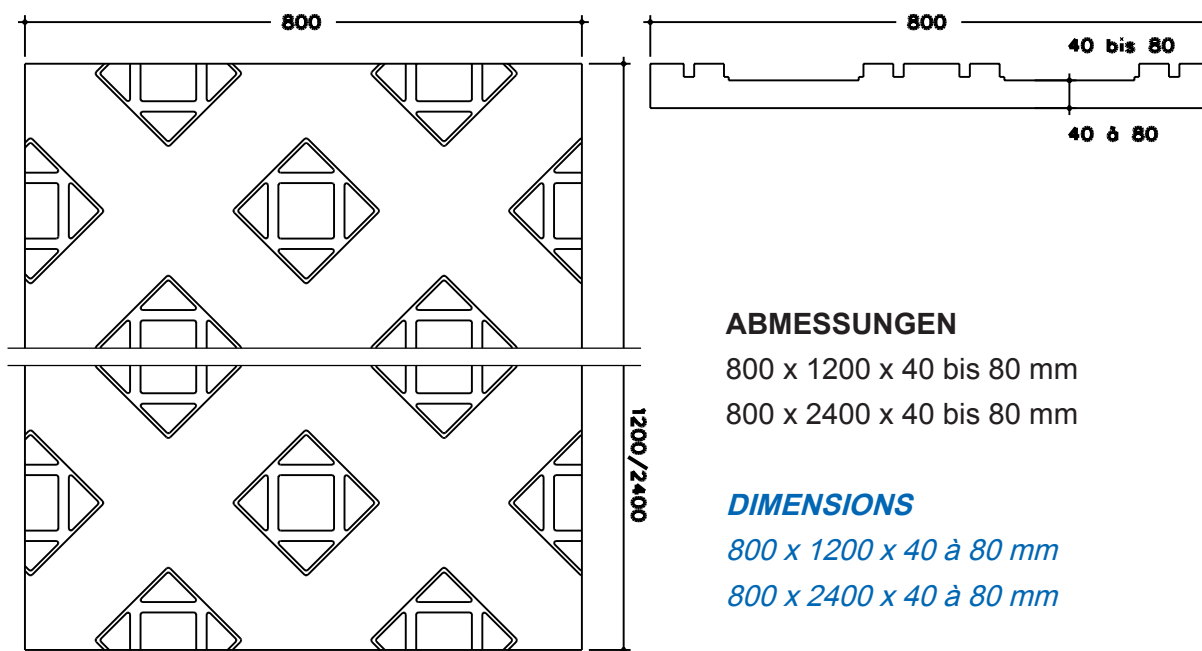 800
800
40 bis 80
40 à 80
1200/2400
ABMESSUNGEN
800 x 1200 x 40 bis 80 mm
800 x 2400 x 40 bis 80 mm
DIMENSIONS
800 x 1200 x 40 à 80 mm
800 x 2400 x 40 à 80 mm